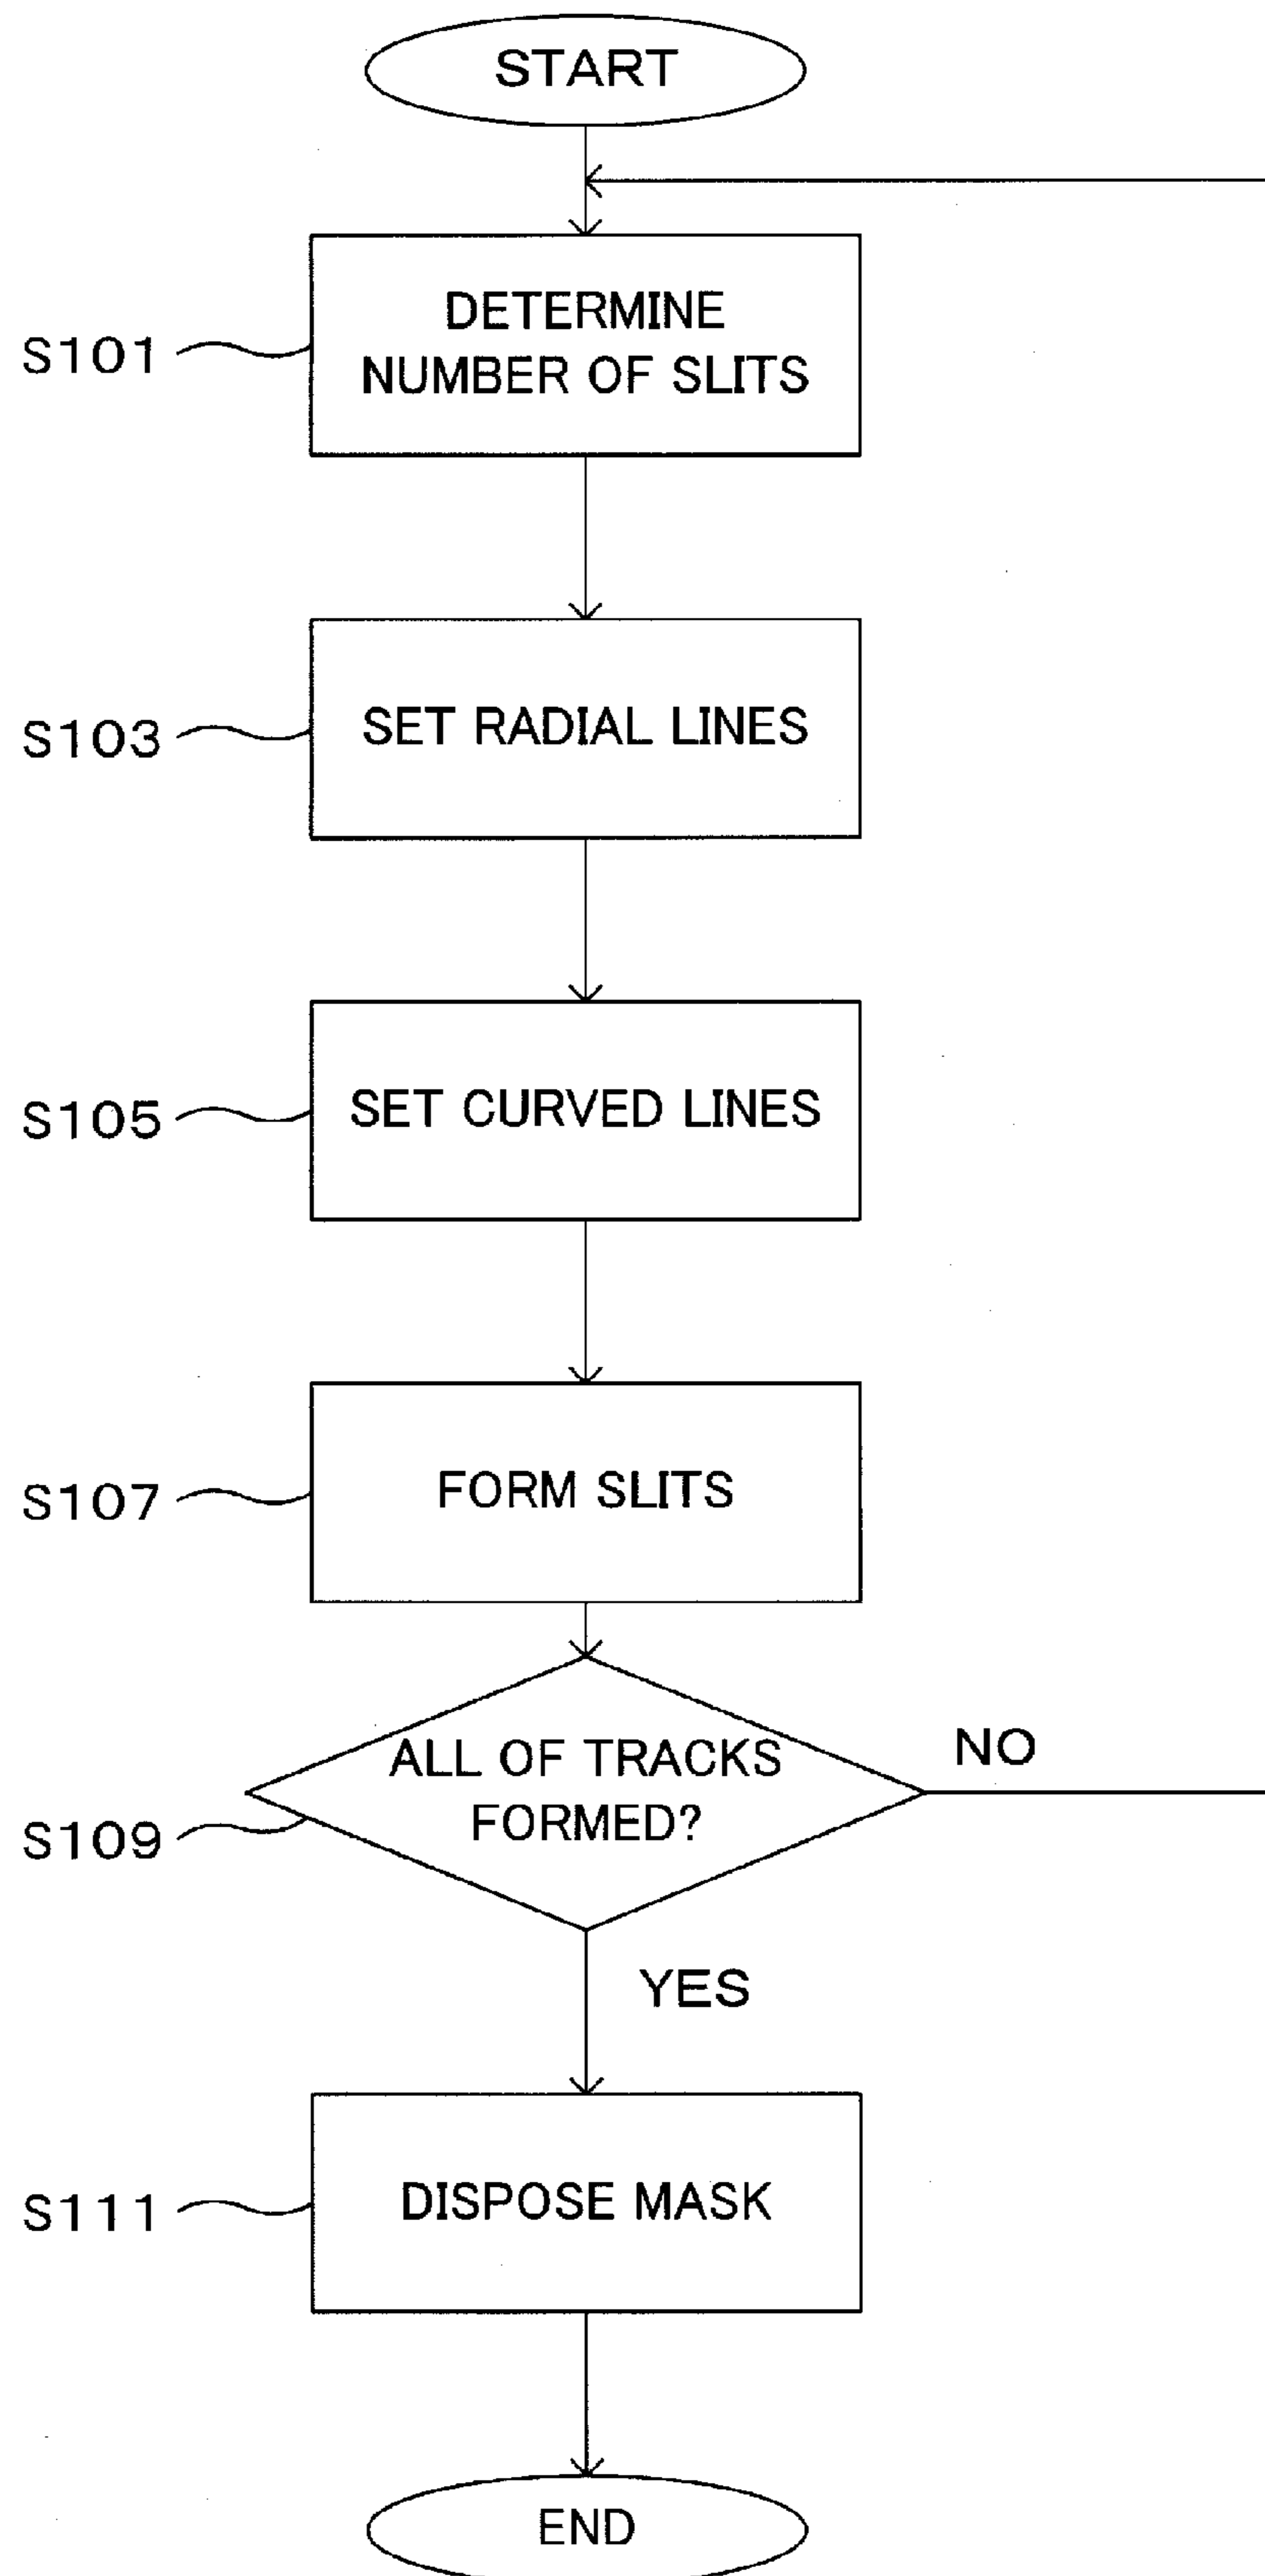 START
S101
DETERMINE
NUMBER OF SLITS
S103
SET RADIAL LINES
S105
SET CURVED LINES
S107
FORM SLITS
S109
ALL OF TRACKS
FORMED?
NO
YES
S111
DISPOSE MASK
END